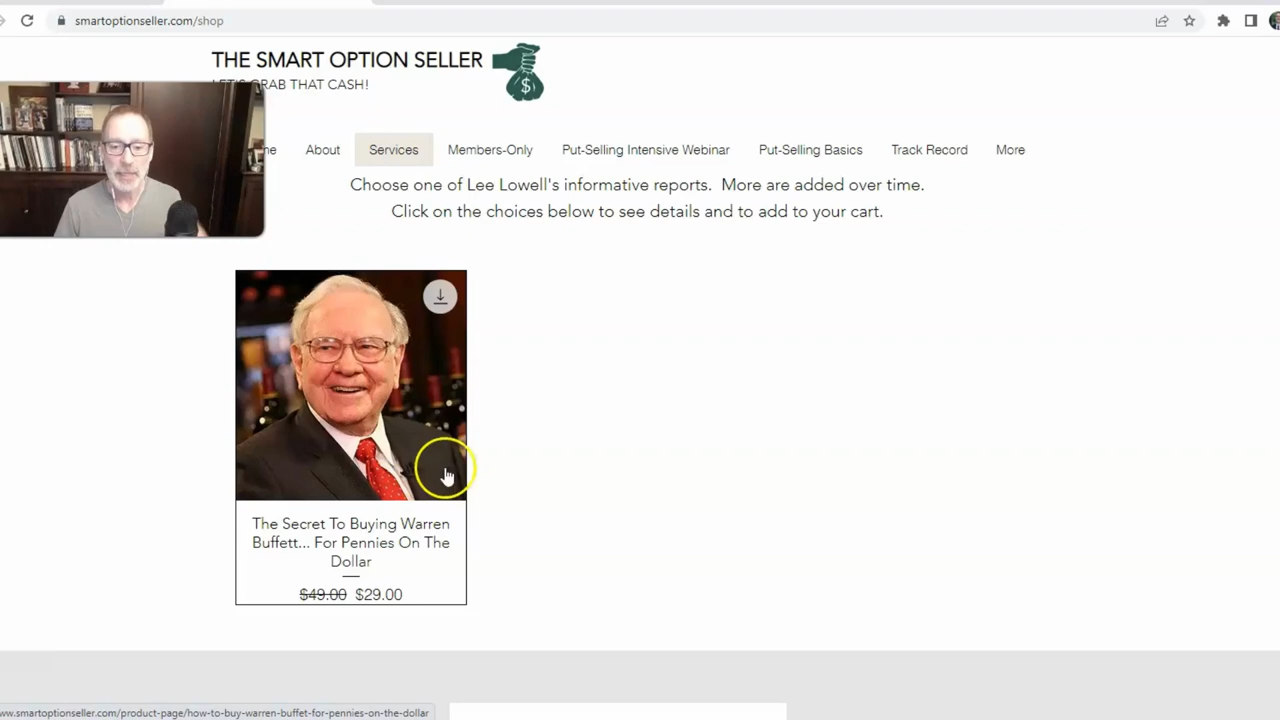 smartoptionseller.com/shop
THE SMART OPTION SELLER
GRAB THAT CASH!
$
About Services Members-Only Put-Selling Intensive Webinar Put-Selling Basics Track Record More
Choose one of Lee Lowell's informative reports. More are added over time.
Click on the choices below to see details and to add to your cart.
The Secret To Buying Warren
Buffett... For Pennies On The
Dollar
$49.00 $29.00
www.smartoptionseller.com/product-page/how-to-buy-warren-buffet-for-pennies-on-the-dollar